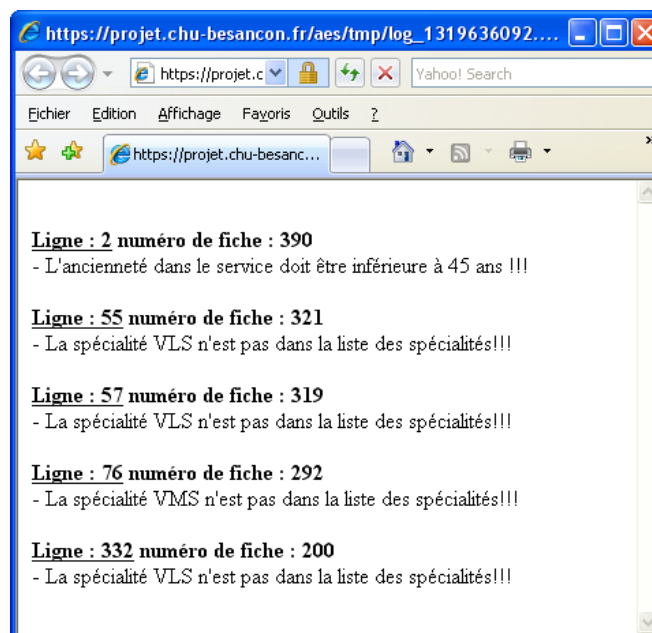 https://projet.chu-besancon.fr/aes/tmp/log_1319636092....
https://projet.c
Yahoo! Search
Fichier Edition Affichage Favoris Outils ?
https://projet.chu-besanc...
»
Ligne : 2 numéro de fiche : 390
- L'ancienneté dans le service doit être inférieure à 45 ans !!!
Ligne : 55 numéro de fiche : 321
- La spécialité VLS n'est pas dans la liste des spécialités!!!
Ligne : 57 numéro de fiche : 319
- La spécialité VLS n'est pas dans la liste des spécialités!!!
Ligne : 76 numéro de fiche : 292
- La spécialité VMS n'est pas dans la liste des spécialités!!!
Ligne : 332 numéro de fiche : 200
- La spécialité VLS n'est pas dans la liste des spécialités!!!